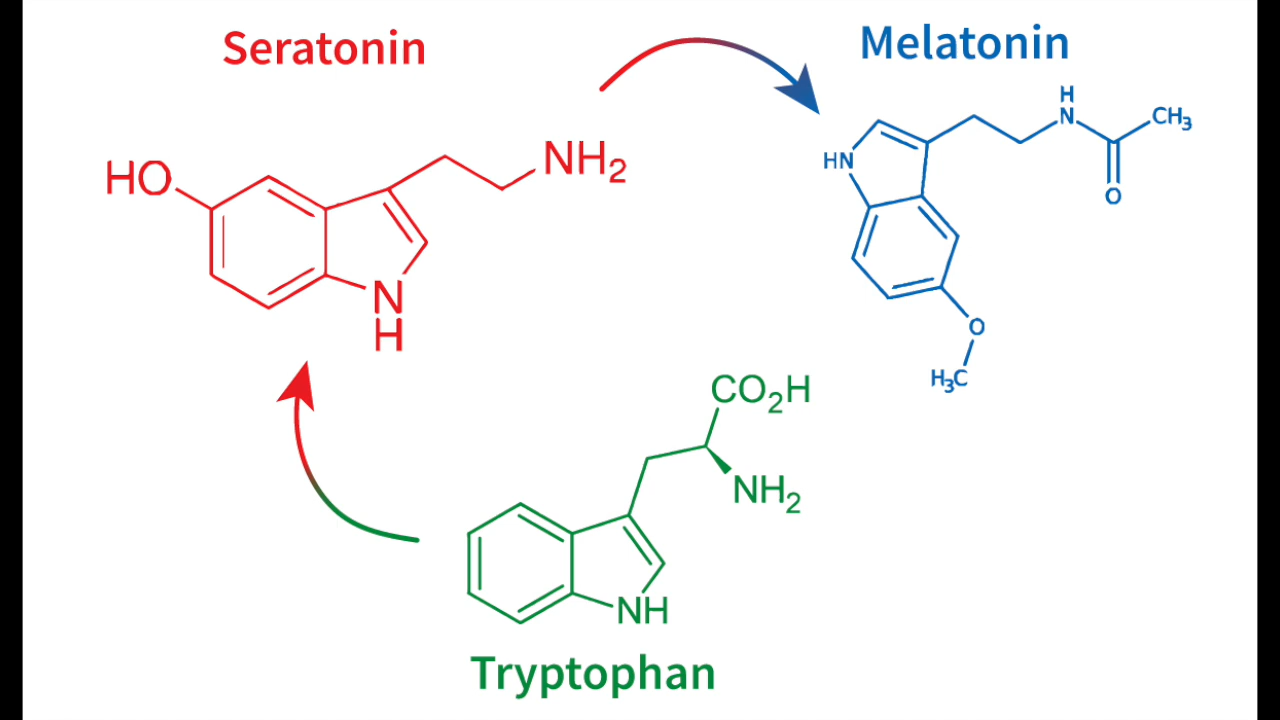 Seratonin
Melatonin
HO
NH₂
N
H
H
N
CH₃
HN
O
O
H₃C
CO₂H
NH₂
NH
Tryptophan